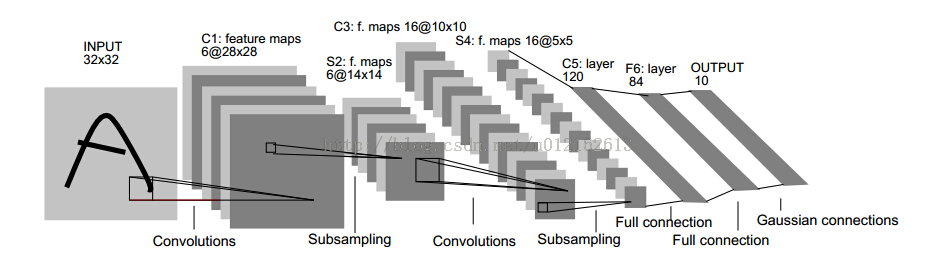 INPUT
32x32
C1: feature maps
6@28x28
S2: f. maps
6@14x14
C3: f. maps 16@10x10
S4: f. maps 16@5x5
C5: layer
120
F6: layer
84
OUTPUT
10
Convolutions
Subsampling
Convolutions
Subsampling
Full connection
Full connection
Gaussian connections